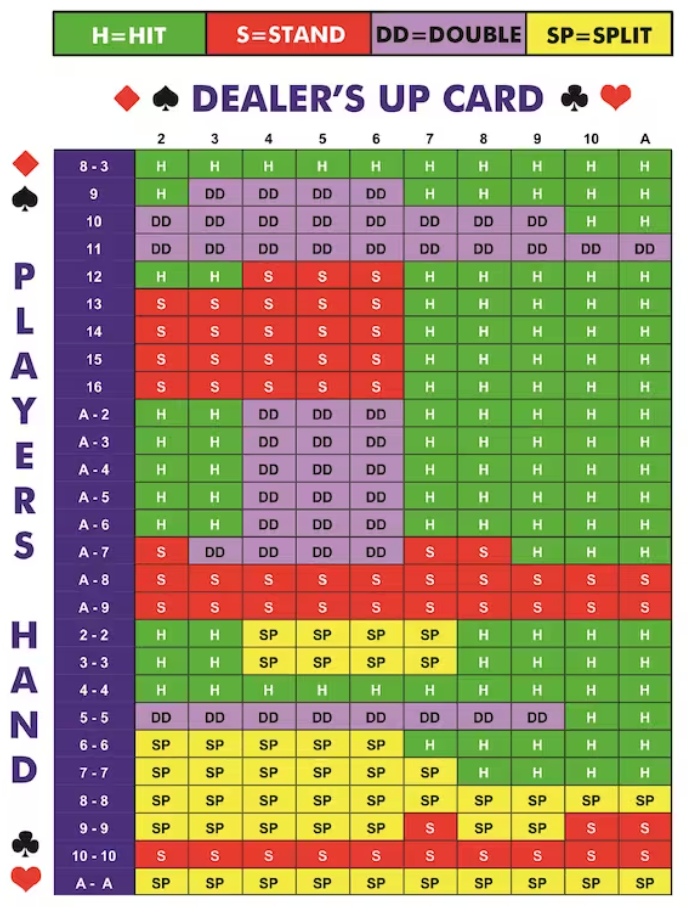 H=HIT S=STAND DD=DOUBLE SP=SPLIT
DEALER'S UP CARD
2 3 4 5 6 7 8 9 10 A
PLAYERS HAND
8 - 3 H H H H H H H H H H
9 H DD DD DD DD H H H H H
10 DD DD DD DD DD DD DD DD H H
11 DD DD DD DD DD DD DD DD DD DD
12 H H S S S H H H H H
13 S S S S S H H H H H
14 S S S S S H H H H H
15 S S S S S H H H H H
16 S S S S S H H H H H
A - 2 H H DD DD DD H H H H H
A - 3 H H DD DD DD H H H H H
A - 4 H H DD DD DD H H H H H
A - 5 H H DD DD DD H H H H H
A - 6 H H DD DD DD H H H H H
A - 7 S DD DD DD DD S S H H H
A - 8 S S S S S S S S S S
A - 9 S S S S S S S S S S
2 - 2 H H SP SP SP SP H H H H
3 - 3 H H SP SP SP SP H H H H
4 - 4 H H H H H H H H H H
5 - 5 DD DD DD DD DD DD DD DD H H
6 - 6 SP SP SP SP SP H H H H H
7 - 7 SP SP SP SP SP SP H H H H
8 - 8 SP SP SP SP SP SP SP SP SP SP
9 - 9 SP SP SP SP SP S SP SP S S
10 - 10 S S S S S S S S S S
A - A SP SP SP SP SP SP SP SP SP SP